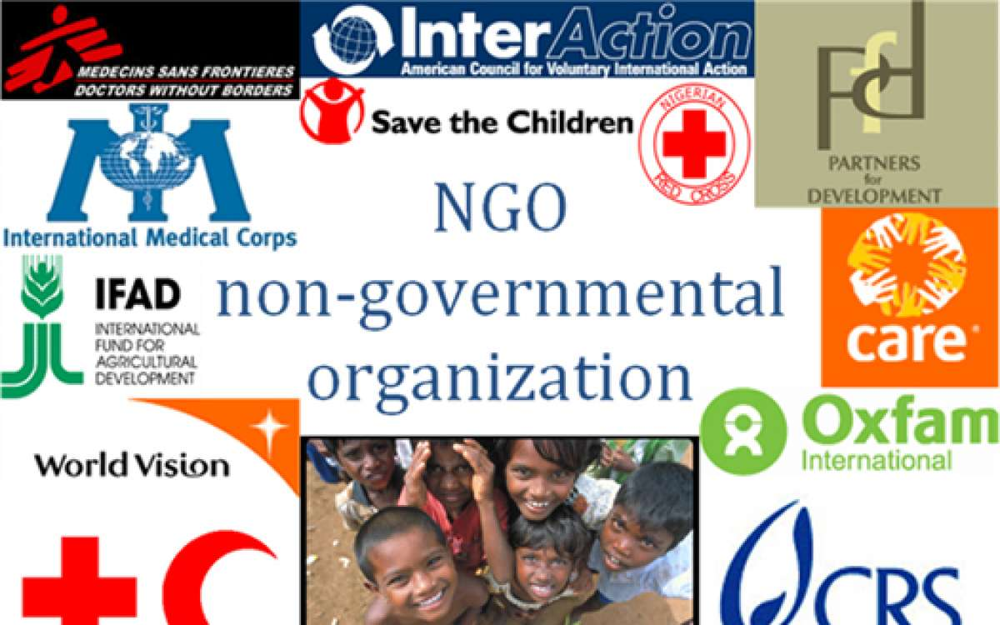 MEDECINS SANS FRONTIERES
DOCTORS WITHOUT BORDERS
InterAction
American Council for Voluntary International Action
Save the Children
NIGERIAN
RED CROSS
pfd
PARTNERS
for
DEVELOPMENT
International Medical Corps
NGO
non-governmental
organization
IFAD
INTERNATIONAL
FUND FOR
AGRICULTURAL
DEVELOPMENT
care®
World Vision
Oxfam
International
CRS